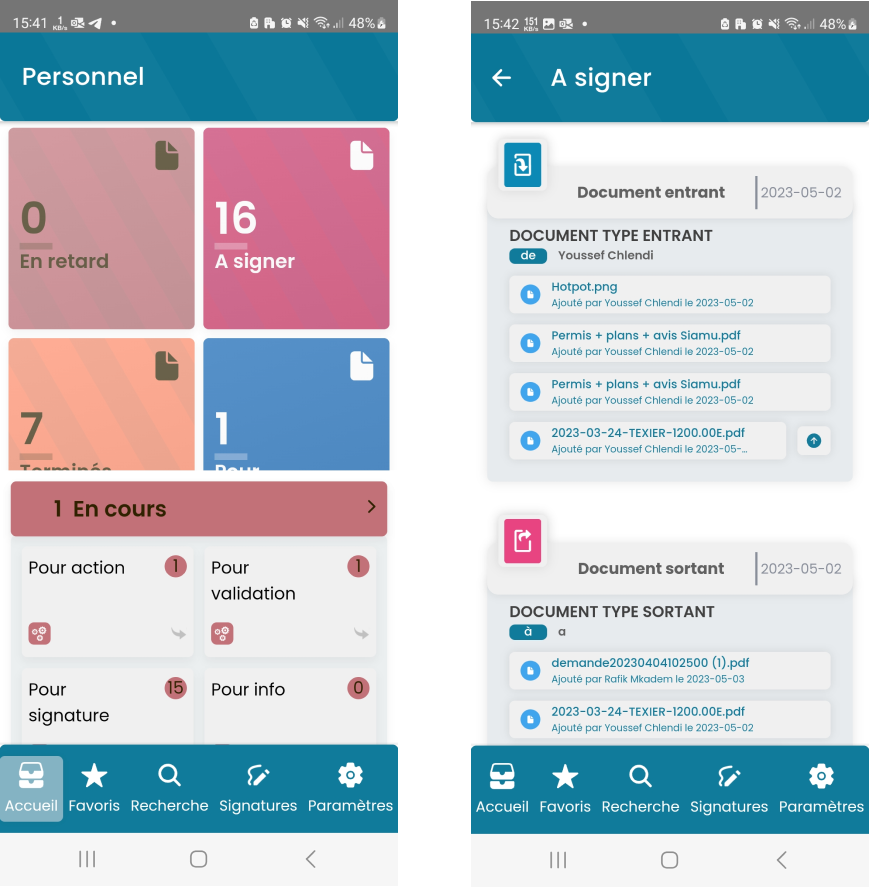 15:41 1 KB/s 48%
Personnel
0
En retard
16
A signer
7
Terminés
1
Pour
1 En cours
Pour action 1
Pour validation 1
Pour signature 15
Pour info 0
Accueil Favoris Recherche Signatures Paramètres
15:42 151 KB/s 48%
A signer
Document entrant 2023-05-02
DOCUMENT TYPE ENTRANT
de Youssef Chlendi
Hotpot.png
Ajouté par Youssef Chlendi le 2023-05-02
Permis + plans + avis Siamu.pdf
Ajouté par Youssef Chlendi le 2023-05-02
Permis + plans + avis Siamu.pdf
Ajouté par Youssef Chlendi le 2023-05-02
2023-03-24-TEXIER-1200.00E.pdf
Ajouté par Youssef Chlendi le 2023-05-...
Document sortant 2023-05-02
DOCUMENT TYPE SORTANT
à a
demande20230404102500 (1).pdf
Ajouté par Rafik Mkadem le 2023-05-03
2023-03-24-TEXIER-1200.00E.pdf
Ajouté par Youssef Chlendi le 2023-05-02
Accueil Favoris Recherche Signatures Paramètres